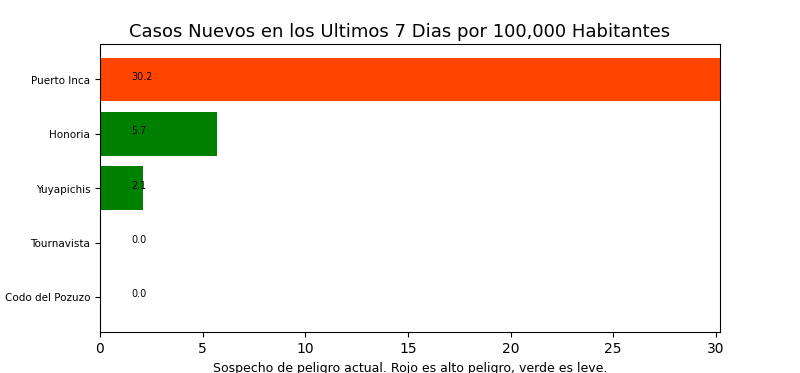 Casos Nuevos en los Ultimos 7 Dias por 100,000 Habitantes
Puerto Inca 30.2
Honoria 5.7
Yuyapichis 2.1
Tournavista 0.0
Codo del Pozuzo 0.0
0 5 10 15 20 25 30
Sospecho de peligro actual. Rojo es alto peligro, verde es leve.